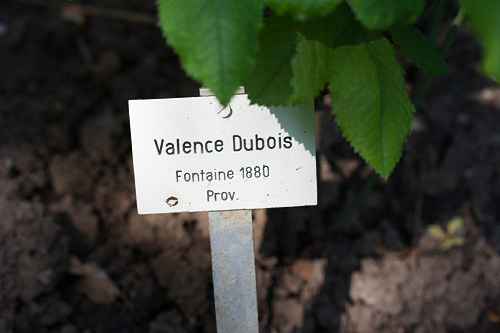 Valence Dubois
Fontaine 1880
Prov.